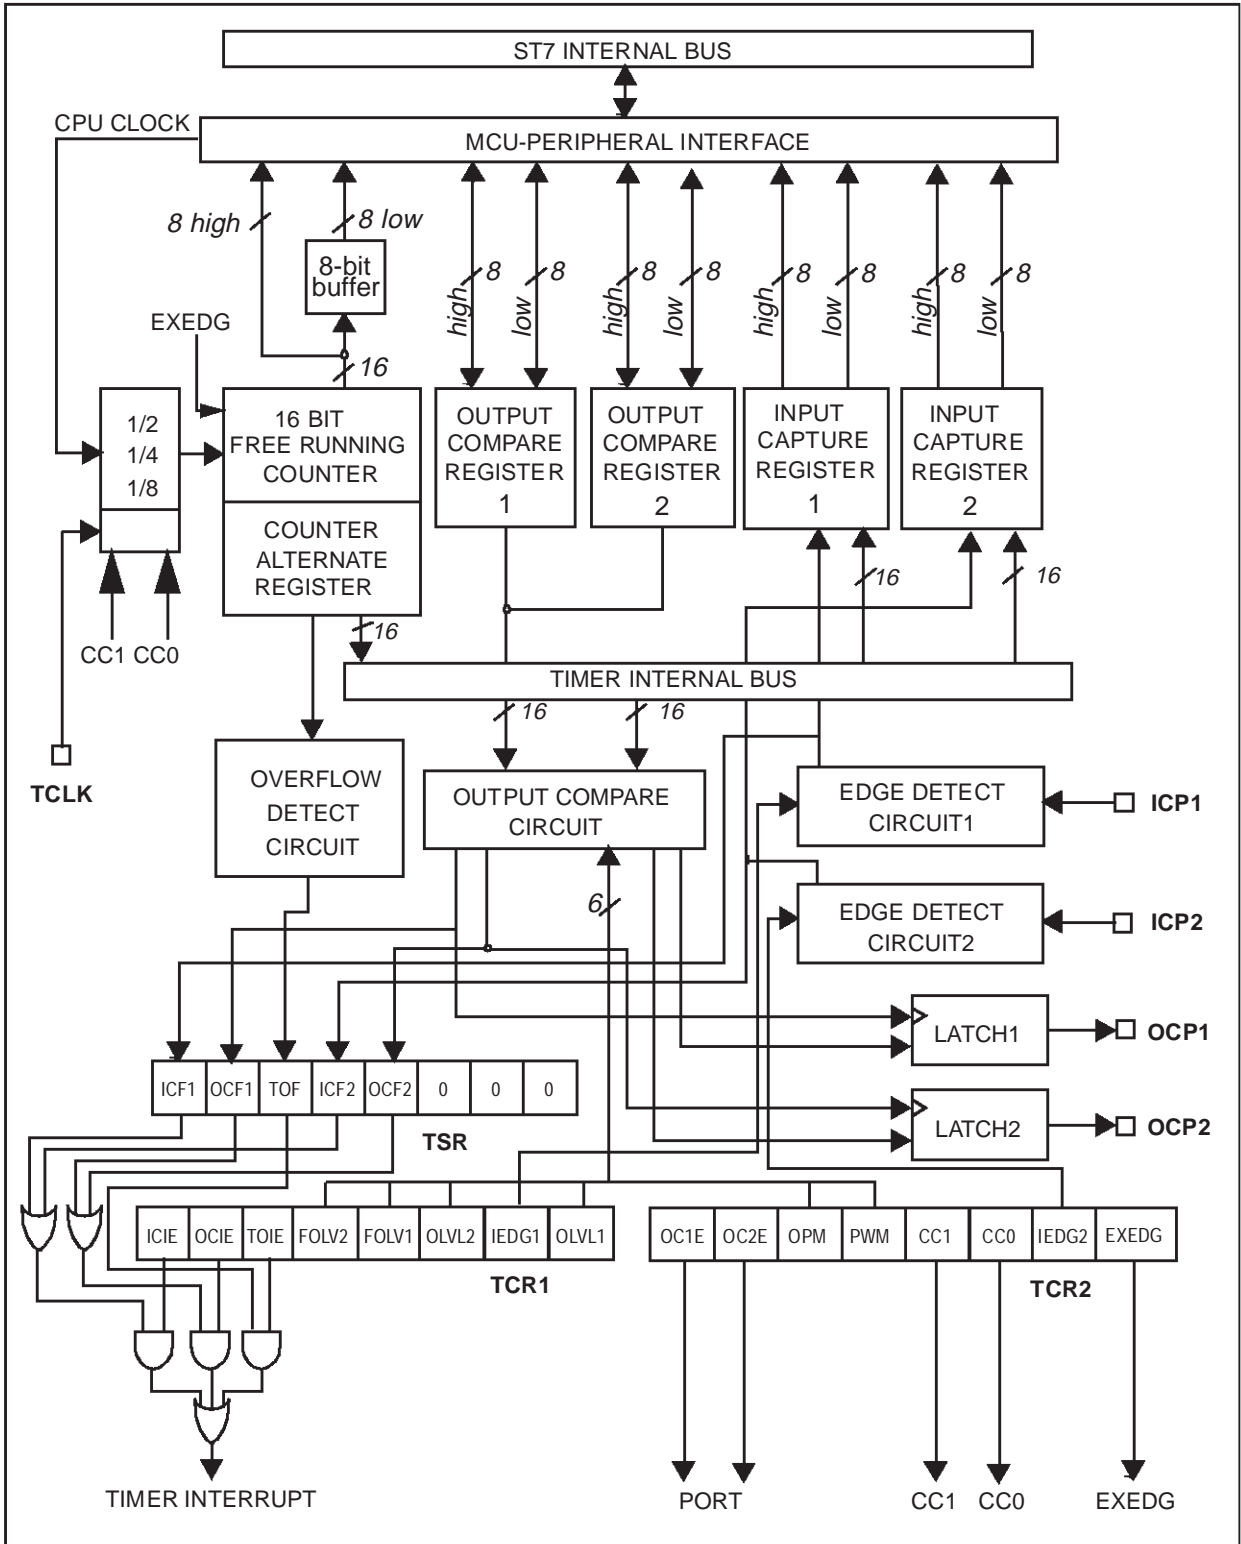 ST7 INTERNAL BUS
CPU CLOCK
MCU-PERIPHERAL INTERFACE
8 high
8 low
8-bit
buffer
high
8
low
8
high
8
low
8
high
8
low
8
high
8
low
8
EXEDG
16
1/2
1/4
1/8
16 BIT
FREE RUNNING
COUNTER
OUTPUT
COMPARE
REGISTER
1
OUTPUT
COMPARE
REGISTER
2
INPUT
CAPTURE
REGISTER
1
INPUT
CAPTURE
REGISTER
2
COUNTER
ALTERNATE
REGISTER
16
16
16
CC1 CC0
TIMER INTERNAL BUS
16
16
TCLK
OVERFLOW
DETECT
CIRCUIT
OUTPUT COMPARE
CIRCUIT
EDGE DETECT
CIRCUIT1
ICP1
6
EDGE DETECT
CIRCUIT2
ICP2
LATCH1
OCP1
ICF1 OCF1 TOF ICF2 OCF2 0 0 0
TSR
LATCH2
OCP2
ICIE OCIE TOIE FOLV2 FOLV1 OLVL2 IEDG1 OLVL1
TCR1
OC1E OC2E OPM PWM CC1 CC0 IEDG2 EXEDG
TCR2
TIMER INTERRUPT
PORT
CC1 CC0
EXEDG